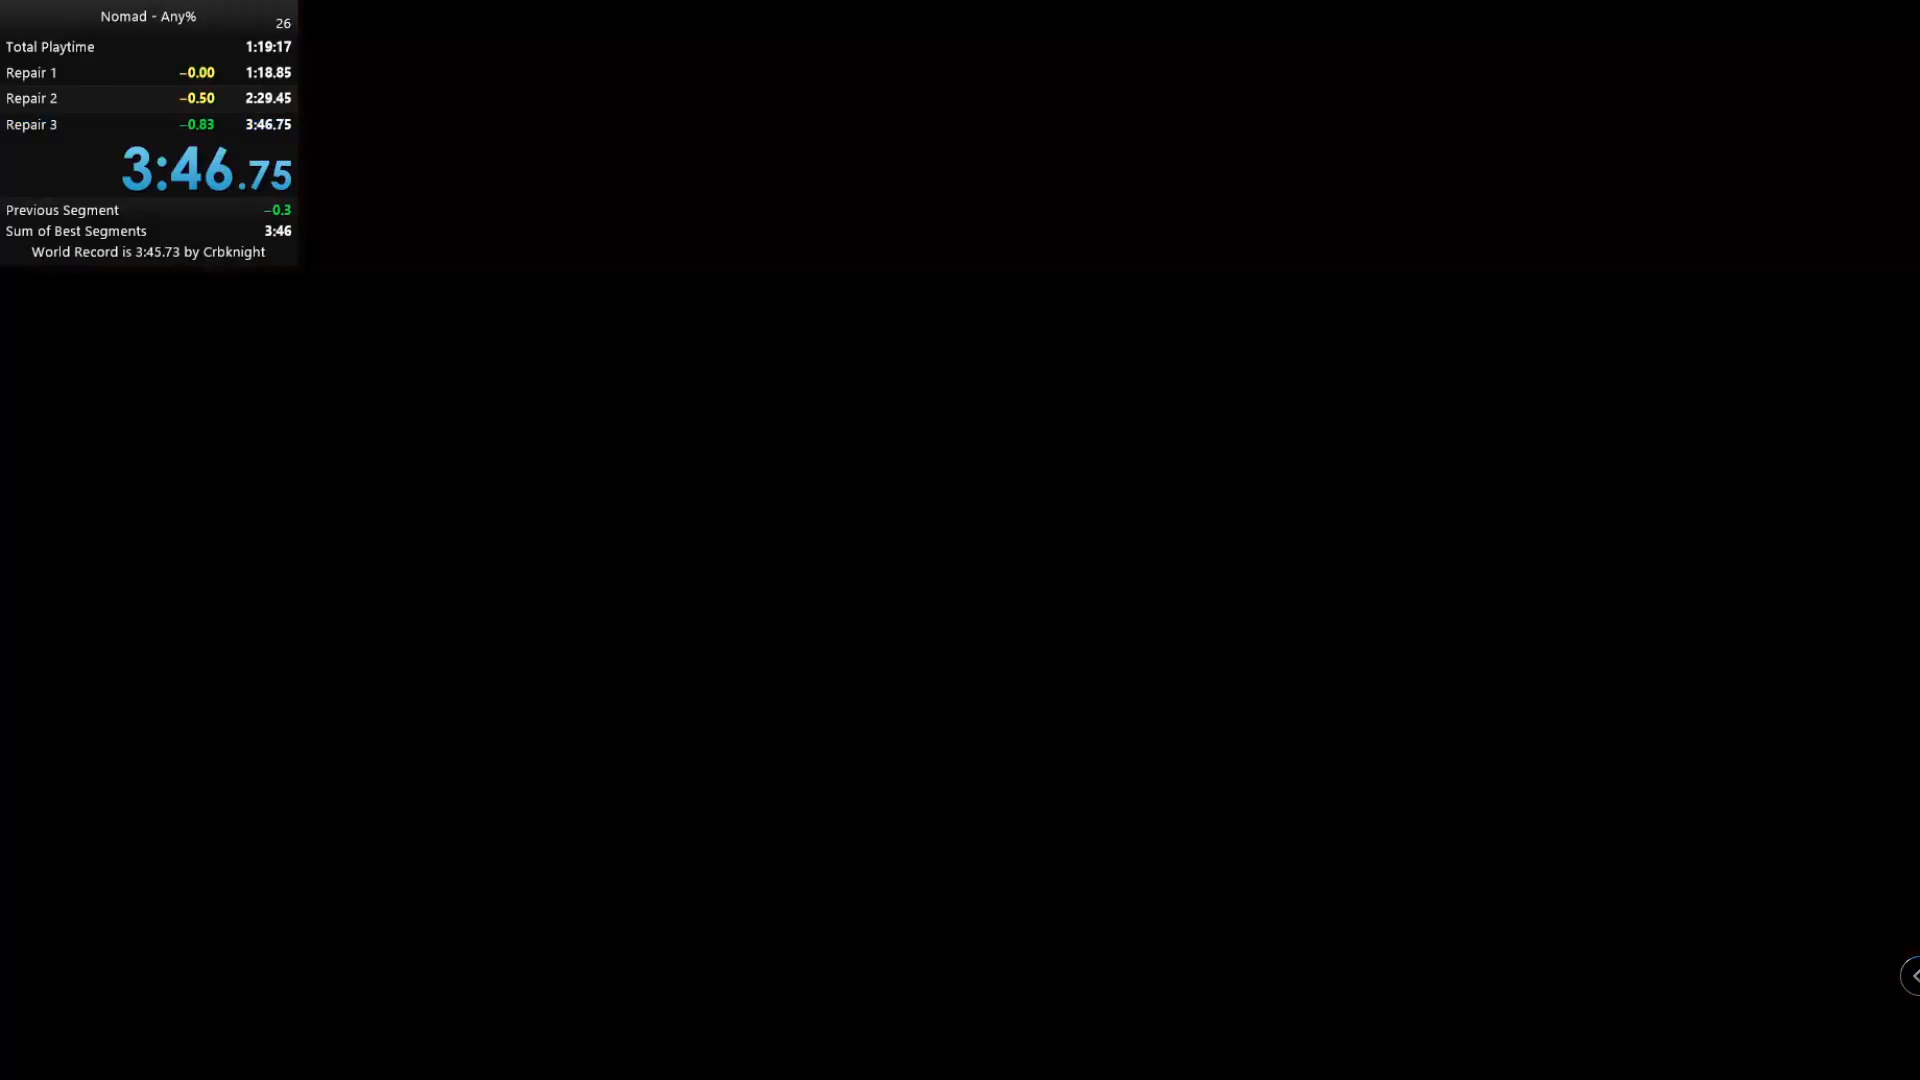 Nomad - Any%
26
Total Playtime 1:19:17
Repair 1 −0.00 1:18.85
Repair 2 −0.50 2:29.45
Repair 3 −0.83 3:46.75
3:46.75
Previous Segment −0.3
Sum of Best Segments 3:46
World Record is 3:45.73 by Crbknight